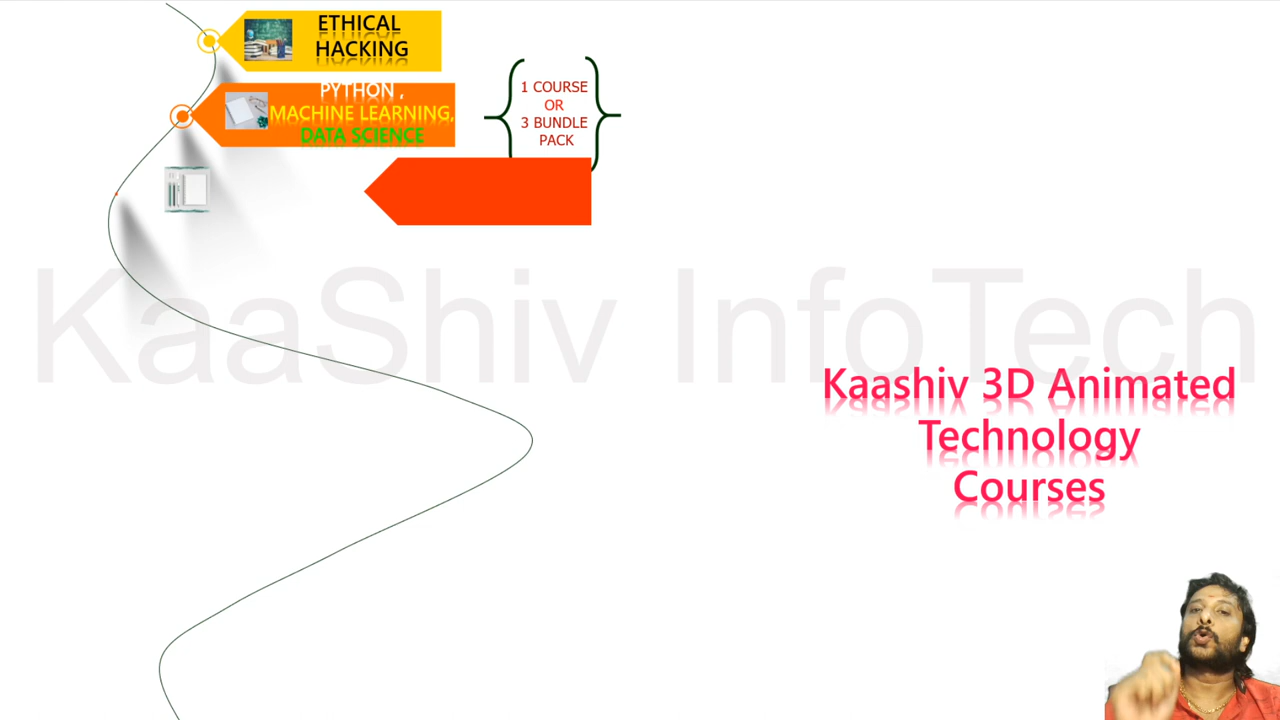 ETHICAL
HACKING
PYTHON ,
MACHINE LEARNING,
DATA SCIENCE
1 COURSE
OR
3 BUNDLE
PACK
KaaShiv InfoTech
Kaashiv 3D Animated
Technology
Courses